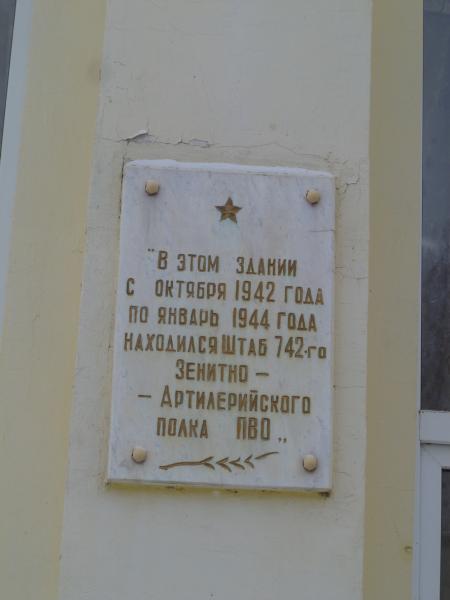 "В этом здании
с октября 1942 года
по январь 1944 года
находился Штаб 742-го
Зенитно -
- Артилерийского
полка ПВО „